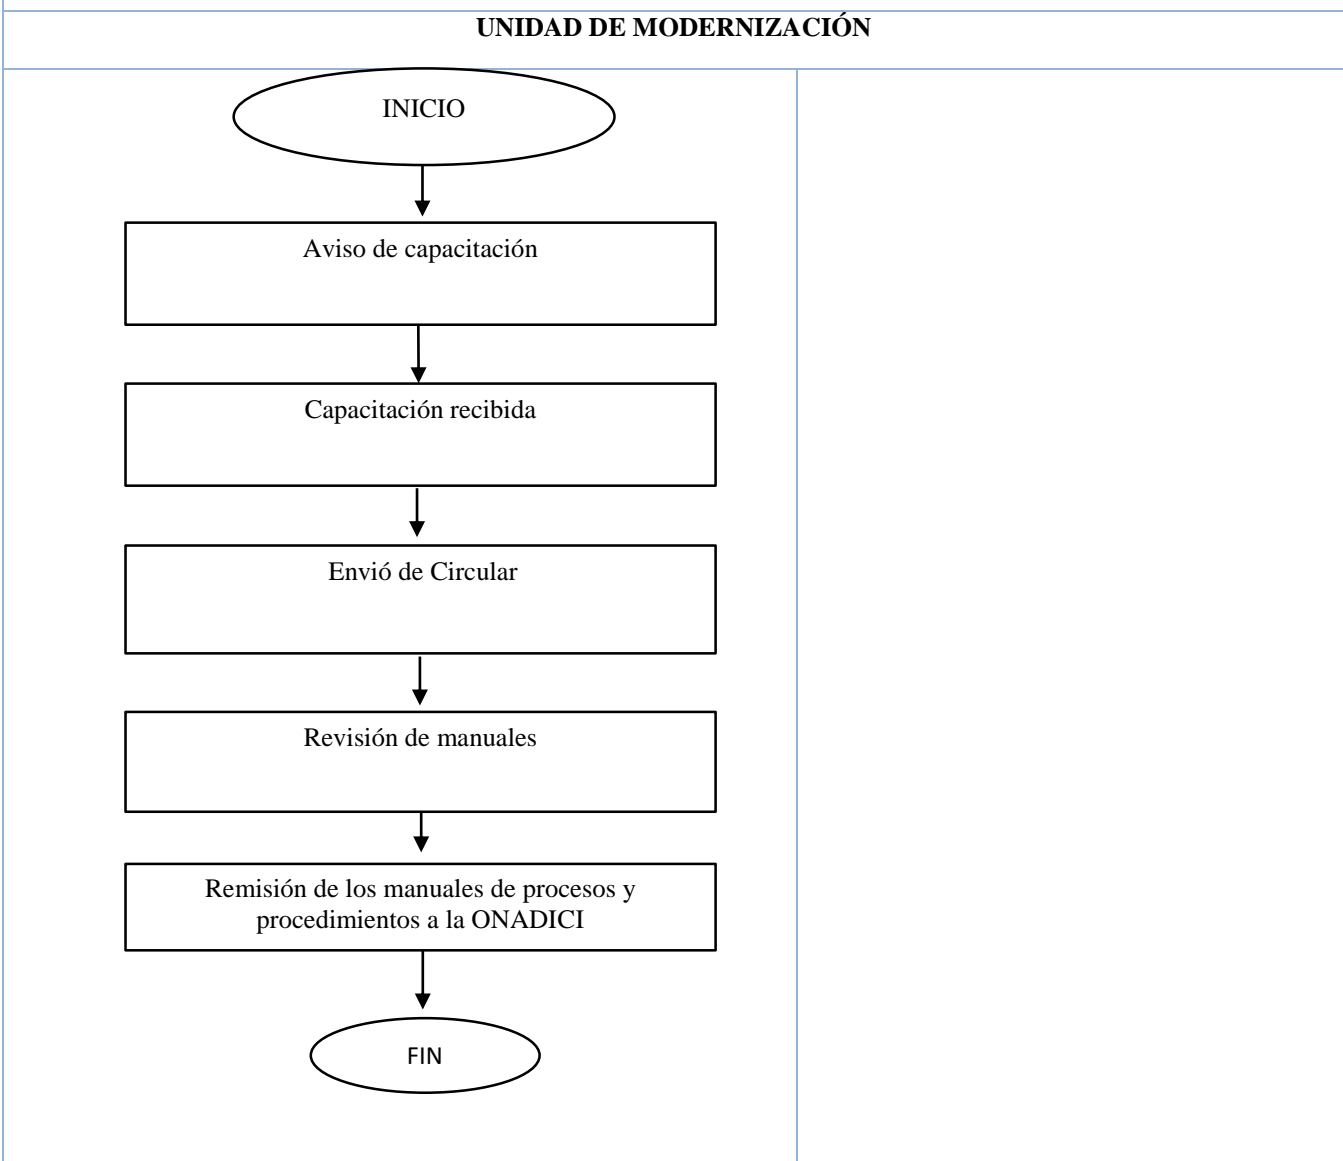 UNIDAD DE MODERNIZACIÓN
INICIO
Aviso de capacitación
Capacitación recibida
Envió de Circular
Revisión de manuales
Remisión de los manuales de procesos y
procedimientos a la ONADICI
FIN